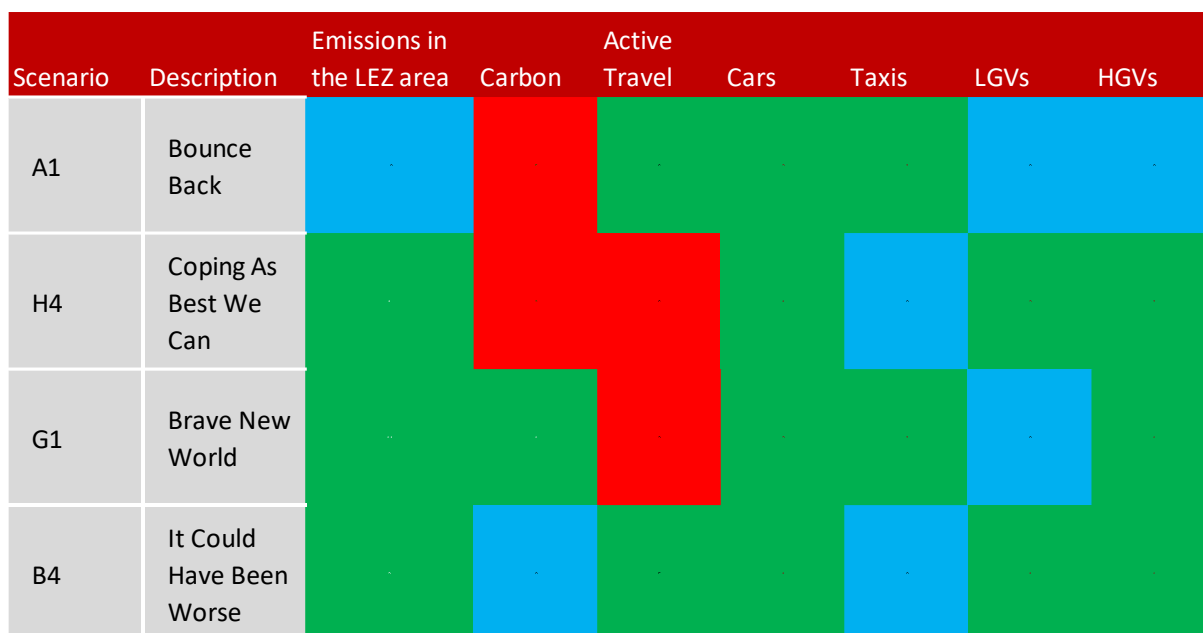 Scenario Description Emissions in the LEZ area Carbon Active Travel Cars Taxis LGVs HGVs
A1 Bounce Back
H4 Coping As Best We Can
G1 Brave New World
B4 It Could Have Been Worse